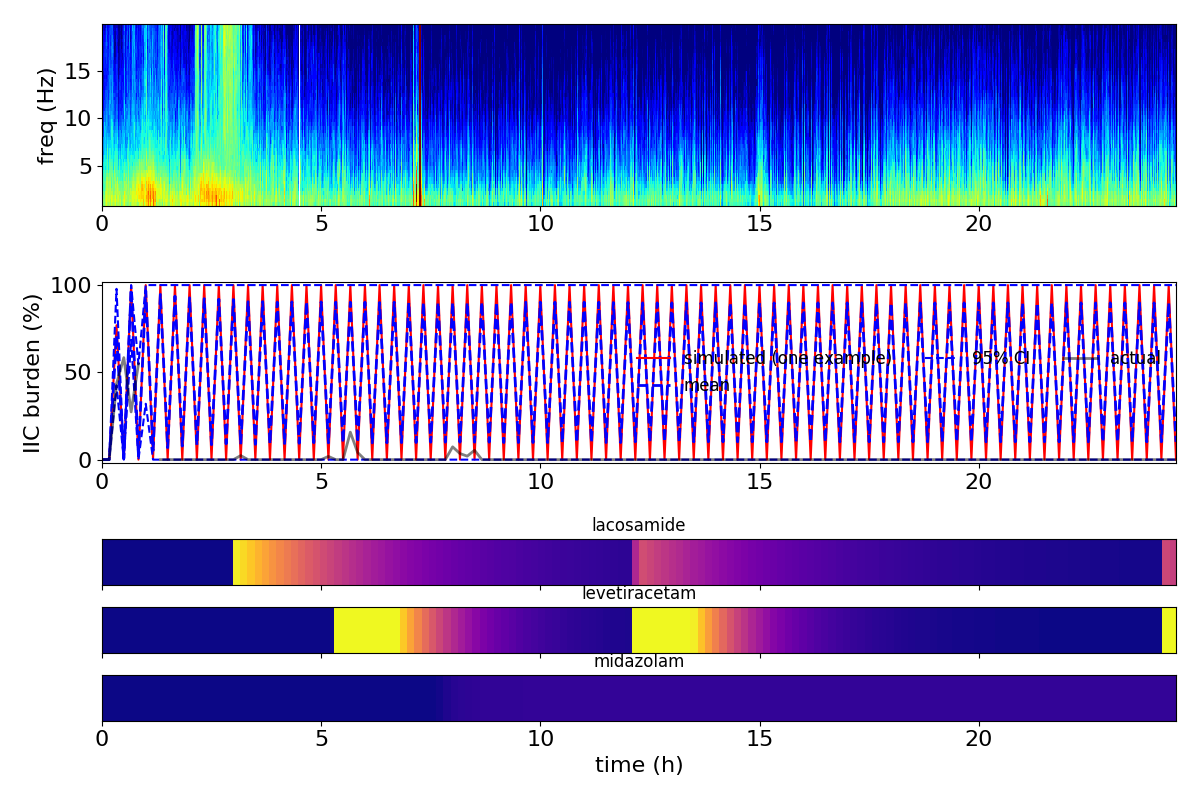 freq (Hz)
15
10
5
0 5 10 15 20
IIC burden (%)
100
50
0
simulated (one example) 95% CI actual
mean
0 5 10 15 20
lacosamide
levetiracetam
midazolam
0 5 10 15 20
time (h)